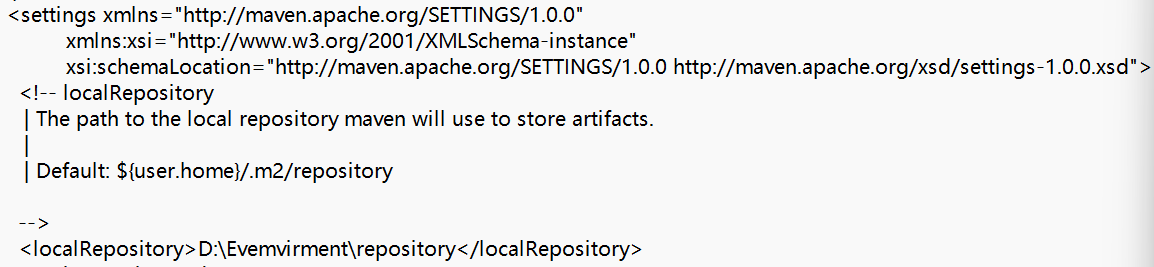 <settings xmlns="http://maven.apache.org/SETTINGS/1.0.0"
xmlns:xsi="http://www.w3.org/2001/XMLSchema-instance"
xsi:schemaLocation="http://maven.apache.org/SETTINGS/1.0.0 http://maven.apache.org/xsd/settings-1.0.0.xsd">
<!-- localRepository
| The path to the local repository maven will use to store artifacts.
|
| Default: ${user.home}/.m2/repository
-->
<localRepository>D:\Evemvirment\repository</localRepository>